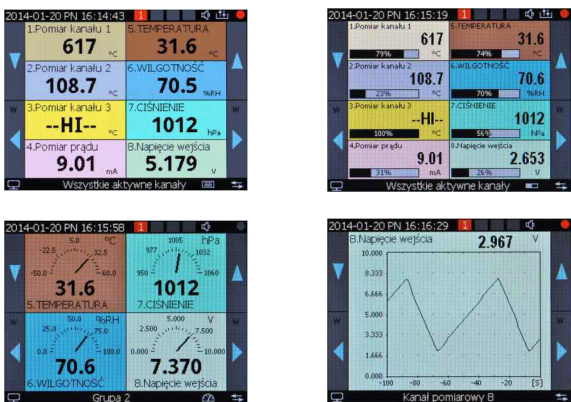 2014-01-20 PN 16:14:43 1
1.Pomiar kanału 1
617 °C
5.TEMPERATURA
31.6 °C
2.Pomiar kanału 2
108.7 °C
6.WILGOTNOŚĆ
70.5 %RH
3.Pomiar kanału 3
--HI-- °C
7.CIŚNIENIE
1012 hPa
4.Pomiar prądu
9.01 mA
8.Napięcie wejścia
5.179 V
Wszystkie aktywne kanały
2014-01-20 PN 16:15:19 1
1.Pomiar kanału 1
617
79% °C
5.TEMPERATURA
31.6
74% °C
2.Pomiar kanału 2
108.7
23% °C
6.WILGOTNOŚĆ
70.6
70% %RH
3.Pomiar kanału 3
--HI--
100% °C
7.CIŚNIENIE
1012
56% hPa
4.Pomiar prądu
9.01
31% mA
8.Napięcie wejścia
2.653
26% V
Wszystkie aktywne kanały
2014-01-20 PN 16:15:58 1
5.0 °C
-22.5 32.5
-50.0 60.0
31.6
5.TEMPERATURA
1005 hPa
977 1032
950 1060
1012
7.CIŚNIENIE
50.0 %RH
25.0 75.0
0.0 100.0
70.6
6.WILGOTNOŚĆ
5.000 V
2.500 7.500
0.000 10.000
7.370
8.Napięcie wejścia
Grupa 2
2014-01-20 PN 16:16:29 1
8.Napięcie wejścia 2.967 V
10.000
8.333
6.666
5.000
3.333
1.666
0.000
-100 -80 -60 -40 -20 [S]
Kanał pomiarowy 8